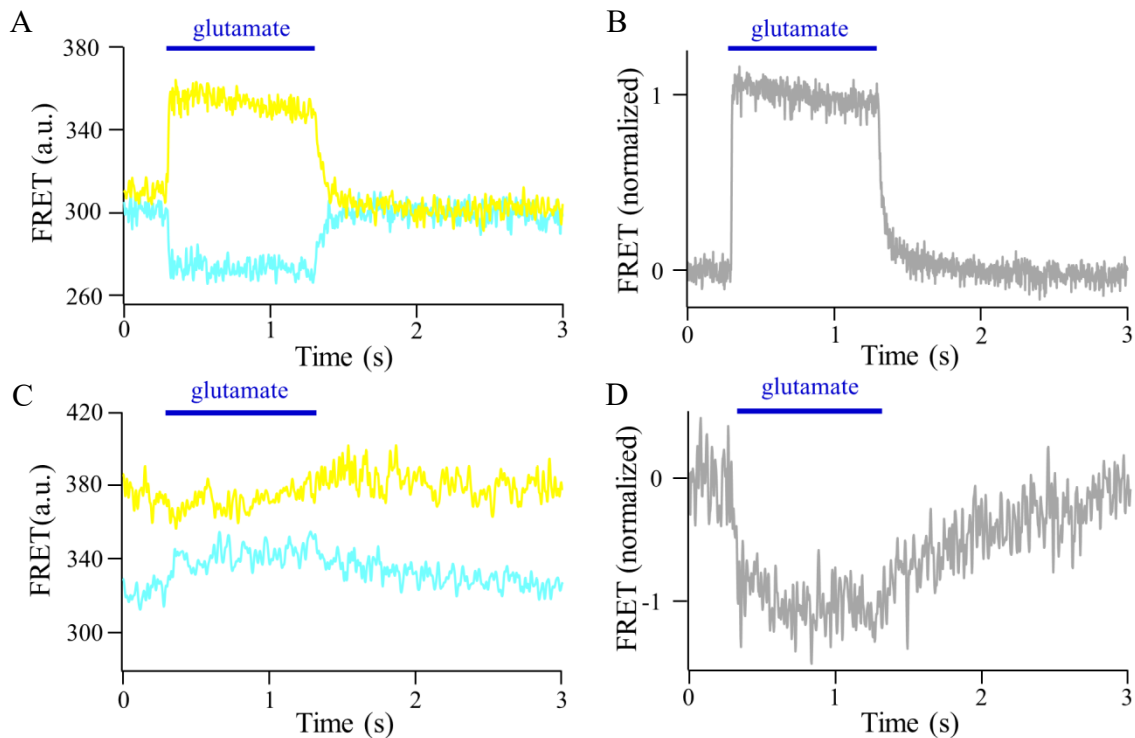 A
glutamate
380
340
300
260
FRET (a.u.)
0
1
2
3
Time (s)
B
glutamate
1
0
FRET (normalized)
0
1
2
3
Time (s)
C
glutamate
420
380
340
300
FRET(a.u.)
0
1
2
3
Time (s)
D
glutamate
0
-1
FRET (normalized)
0
1
2
3
Time (s)